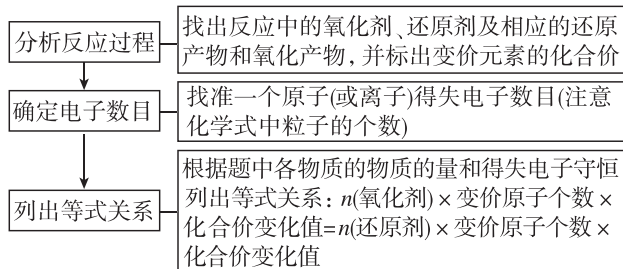 分析反应过程
找出反应中的氧化剂、还原剂及相应的还原
产物和氧化产物，并标出变价元素的化合价
确定电子数目
找准一个原子(或离子)得失电子数目(注意
化学式中粒子的个数)
列出等式关系
根据题中各物质的物质的量和得失电子守恒
列出等式关系：n(氧化剂)×变价原子个数×
化合价变化值=n(还原剂)×变价原子个数×
化合价变化值